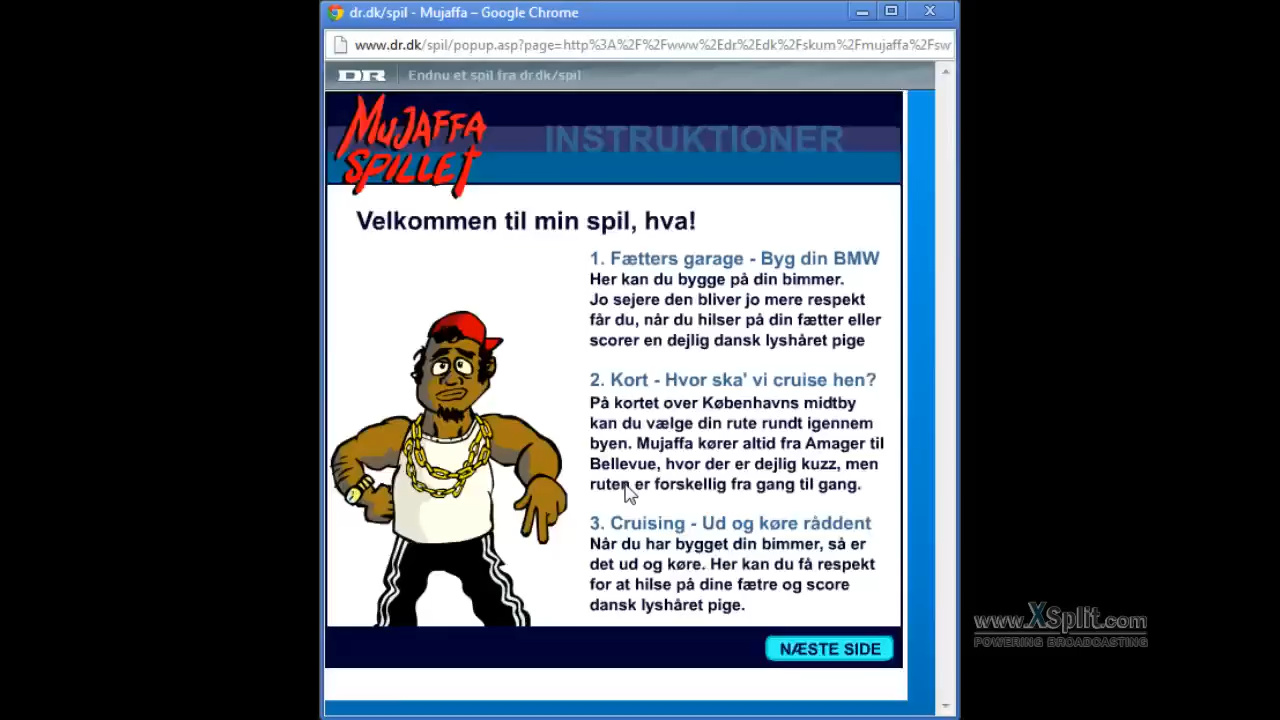 dr.dk/spil - Mujaffa – Google Chrome
www.dr.dk/spil/popup.asp?page=http%3A%2F%2Fwww%2Edr%2Edk%2Fskum%2Fmujaffa%2Fsw
DR Endnu et spil fra dr.dk/spil
MUJAFFA
SPILLET
INSTRUKTIONER
Velkommen til min spil, hva!
1. Fætters garage - Byg din BMW
Her kan du bygge på din bimmer.
Jo sejere den bliver jo mere respekt
får du, når du hilser på din fætter eller
scorer en dejlig dansk lyshåret pige
2. Kort - Hvor ska' vi cruise hen?
På kortet over Københavns midtby
kan du vælge din rute rundt igennem
byen. Mujaffa kører altid fra Amager til
Bellevue, hvor der er dejlig kuzz, men
ruten er forskellig fra gang til gang.
3. Cruising - Ud og køre råddent
Når du har bygget din bimmer, så er
det ud og køre. Her kan du få respekt
for at hilse på dine fætre og score
dansk lyshåret pige.
NÆSTE SIDE
www.XSplit.com
POWERING BROADCASTING